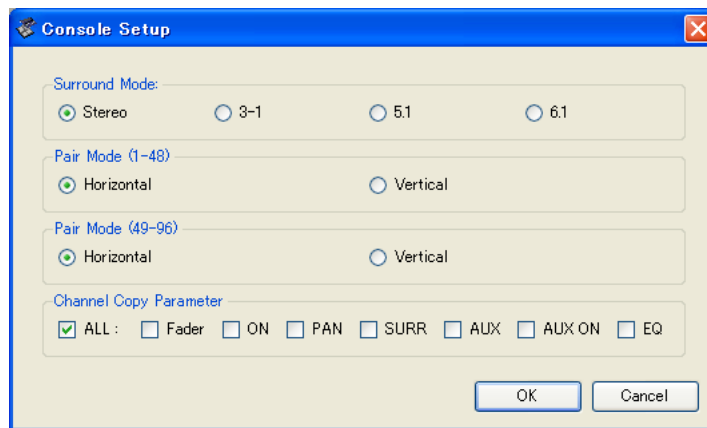 Console Setup
Surround Mode:
Stereo 3-1 5.1 6.1
Pair Mode (1-48)
Horizontal Vertical
Pair Mode (49-96)
Horizontal Vertical
Channel Copy Parameter
ALL : Fader ON PAN SURR AUX AUX ON EQ
OK Cancel